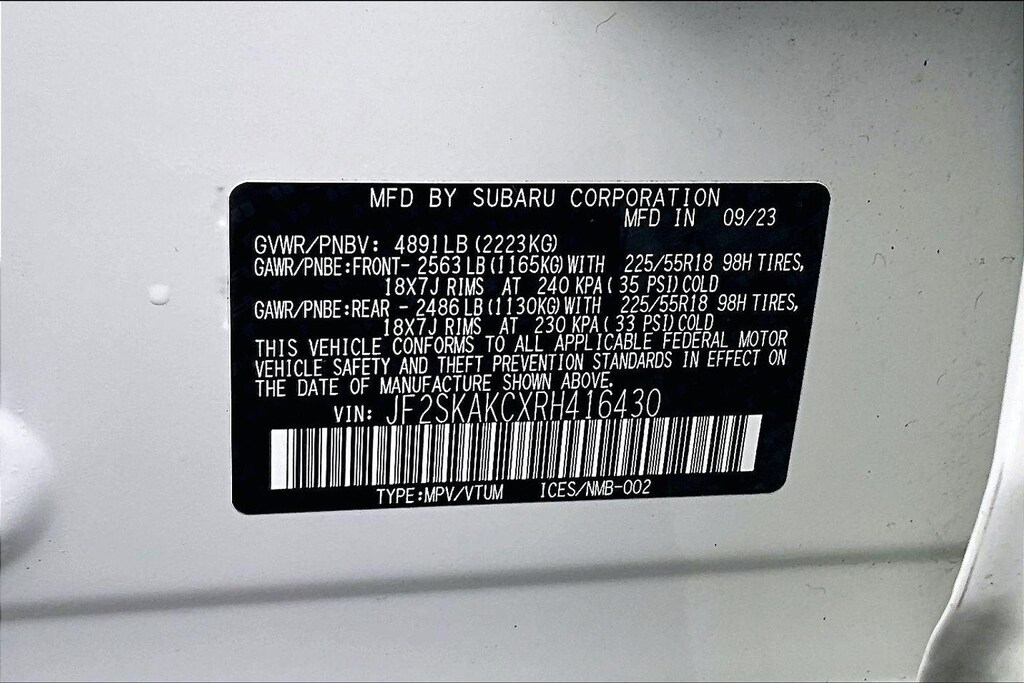 MFD BY SUBARU CORPORATION
MFD IN 09/23
GVWR/PNBV: 4891LB (2223KG)
GAWR/PNBE:FRONT- 2563LB (1165KG) WITH 225/55R18 98H TIRES,
18X7J RIMS AT 240 KPA ( 35 PSI) COLD
GAWR/PNBE:REAR - 2486LB (1130KG) WITH 225/55R18 98H TIRES,
18X7J RIMS AT 230 KPA ( 33 PSI) COLD
THIS VEHICLE CONFORMS TO ALL APPLICABLE FEDERAL MOTOR
VEHICLE SAFETY AND THEFT PREVENTION STANDARDS IN EFFECT ON
THE DATE OF MANUFACTURE SHOWN ABOVE.
VIN: JF2SKAKCXRH416430
TYPE:MPV/VTUM ICES/NMB-002